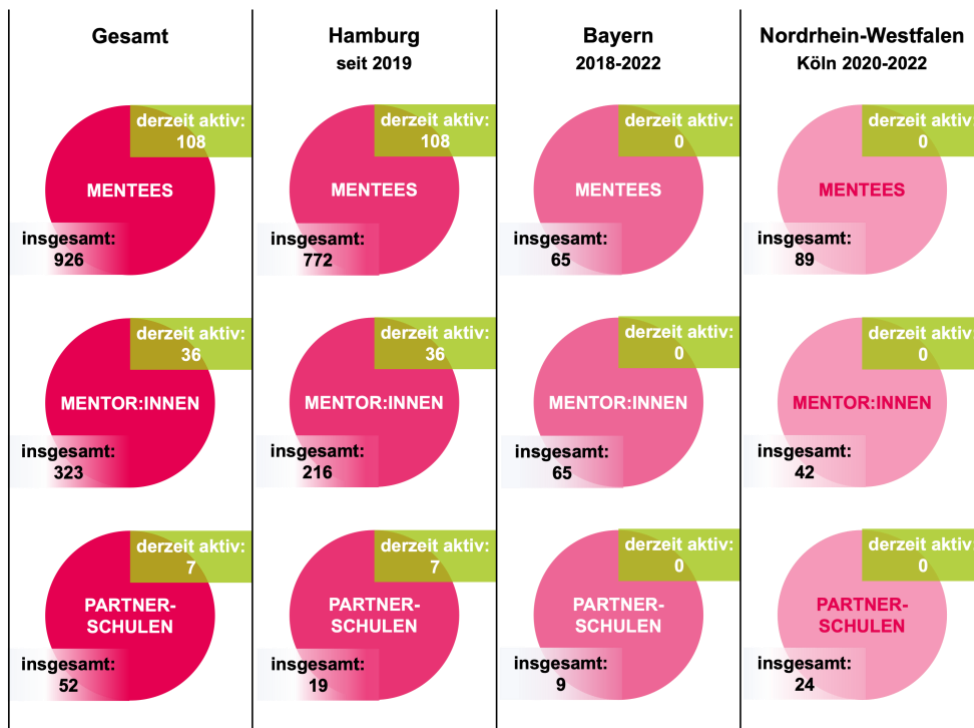 Gesamt
derzeit aktiv:
108
MENTEES
insgesamt:
926
derzeit aktiv:
36
MENTOR:INNEN
insgesamt:
323
derzeit aktiv:
7
PARTNER-
SCHULEN
insgesamt:
52
Hamburg
seit 2019
derzeit aktiv:
108
MENTEES
insgesamt:
772
derzeit aktiv:
36
MENTOR:INNEN
insgesamt:
216
derzeit aktiv:
7
PARTNER-
SCHULEN
insgesamt:
19
Bayern
2018-2022
derzeit aktiv:
0
MENTEES
insgesamt:
65
derzeit aktiv:
0
MENTOR:INNEN
insgesamt:
65
derzeit aktiv:
0
PARTNER-
SCHULEN
insgesamt:
9
Nordrhein-Westfalen
Köln 2020-2022
derzeit aktiv:
0
MENTEES
insgesamt:
89
derzeit aktiv:
0
MENTOR:INNEN
insgesamt:
42
derzeit aktiv:
0
PARTNER-
SCHULEN
insgesamt:
24